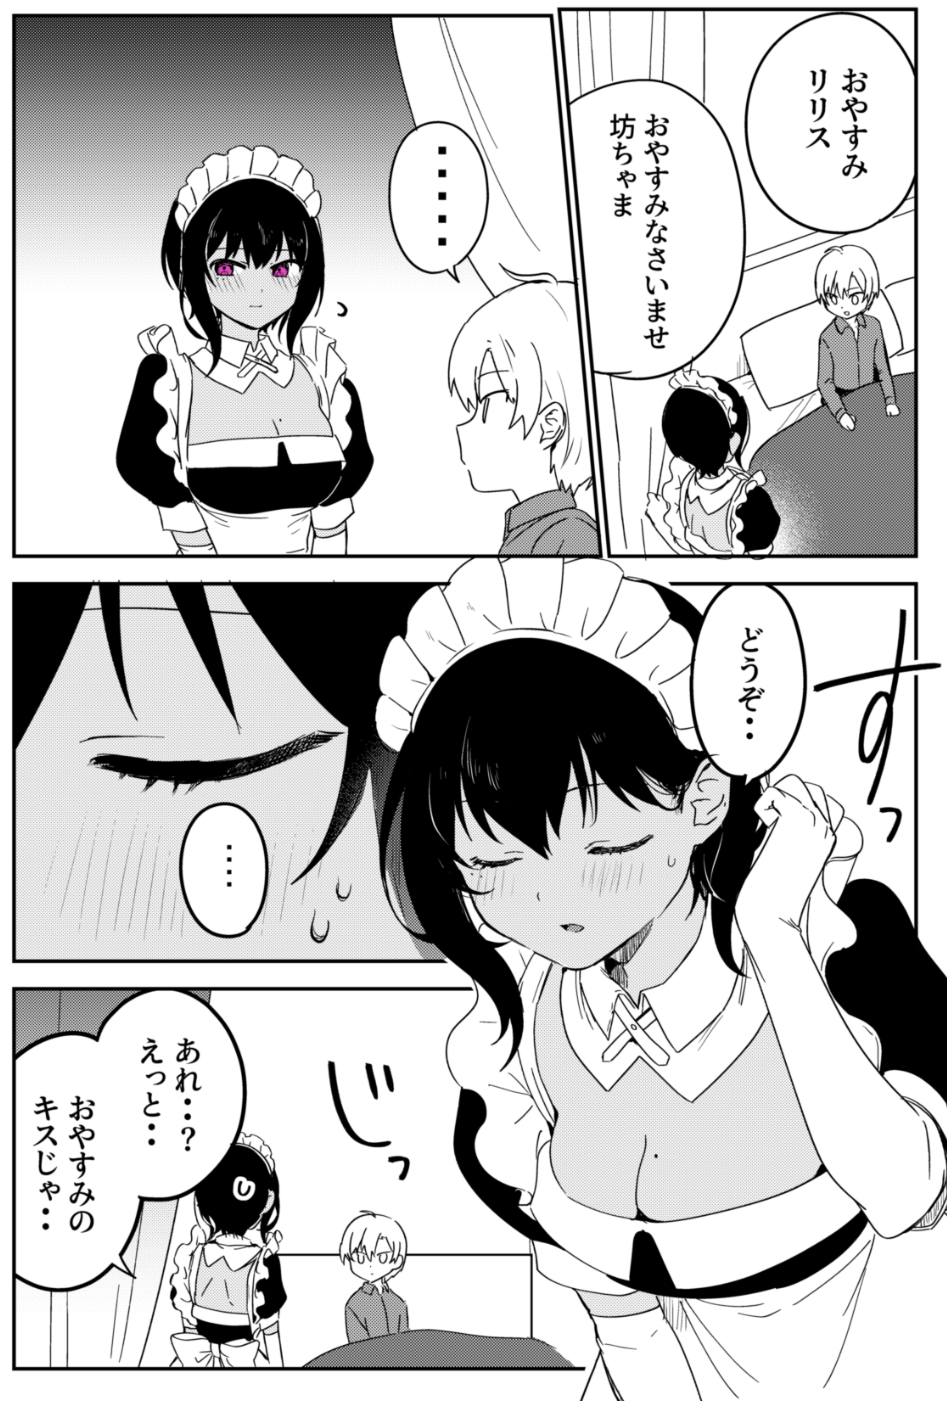 おやすみ
リリス
おやすみなさいませ
坊ちゃま
・・・・・
どうぞ・・
すっ
・・・
じっ
あれ・・?
えっと・・
おやすみの
キスじゃ・・